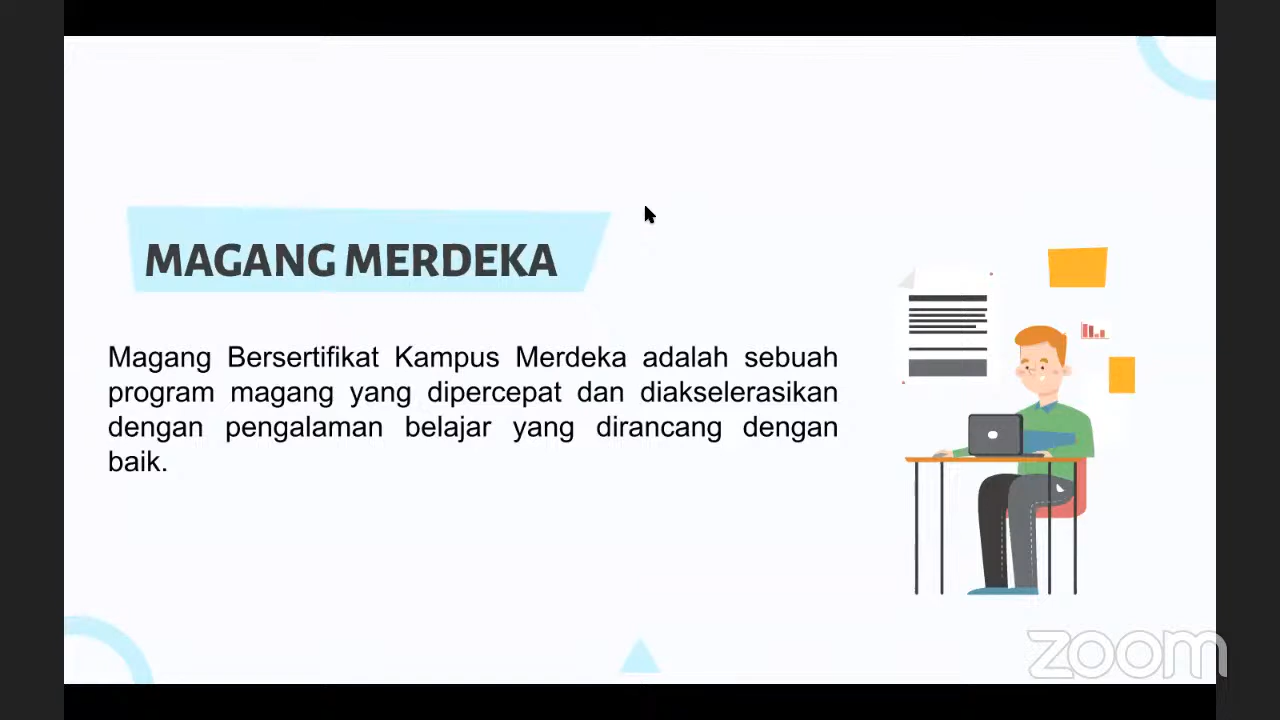 MAGANG MERDEKA
Magang Bersertifikat Kampus Merdeka adalah sebuah
program magang yang dipercepat dan diakselerasikan
dengan pengalaman belajar yang dirancang dengan
baik.
zoom